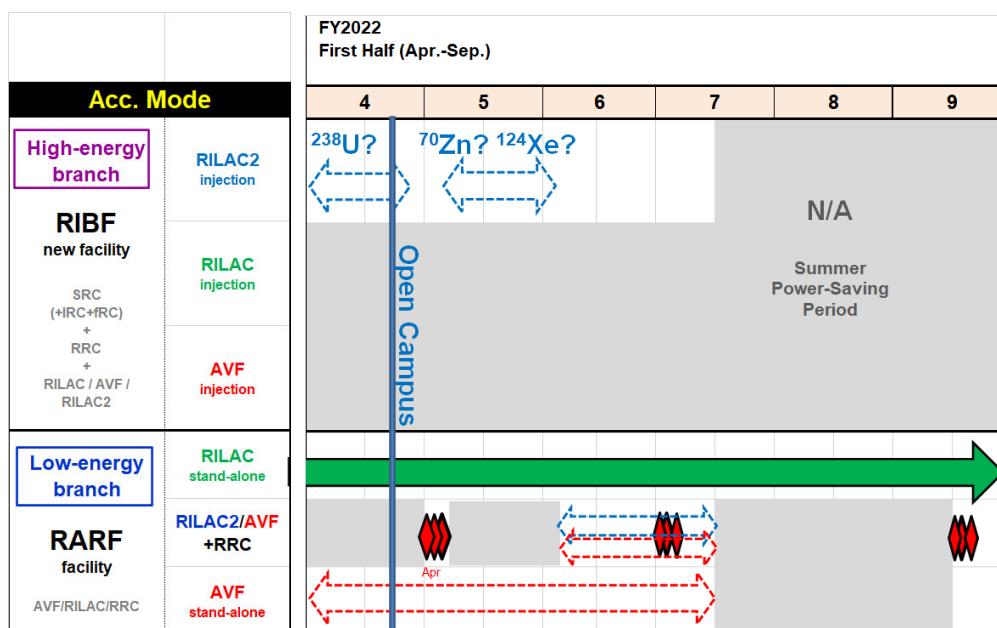 FY2022
First Half (Apr.-Sep.)
Acc. Mode
4 5 6 7 8 9
High-energy
branch
RIBF
new facility
SRC
(+IRC+fRC)
+
RRC
+
RILAC / AVF /
RILAC2
RILAC2
injection
RILAC
injection
AVF
injection
238U?
70Zn? 124Xe?
Open Campus
N/A
Summer
Power-Saving
Period
Low-energy
branch
RARF
facility
AVF/RILAC/RRC
RILAC
stand-alone
RILAC2/AVF
+RRC
AVF
stand-alone
Apr